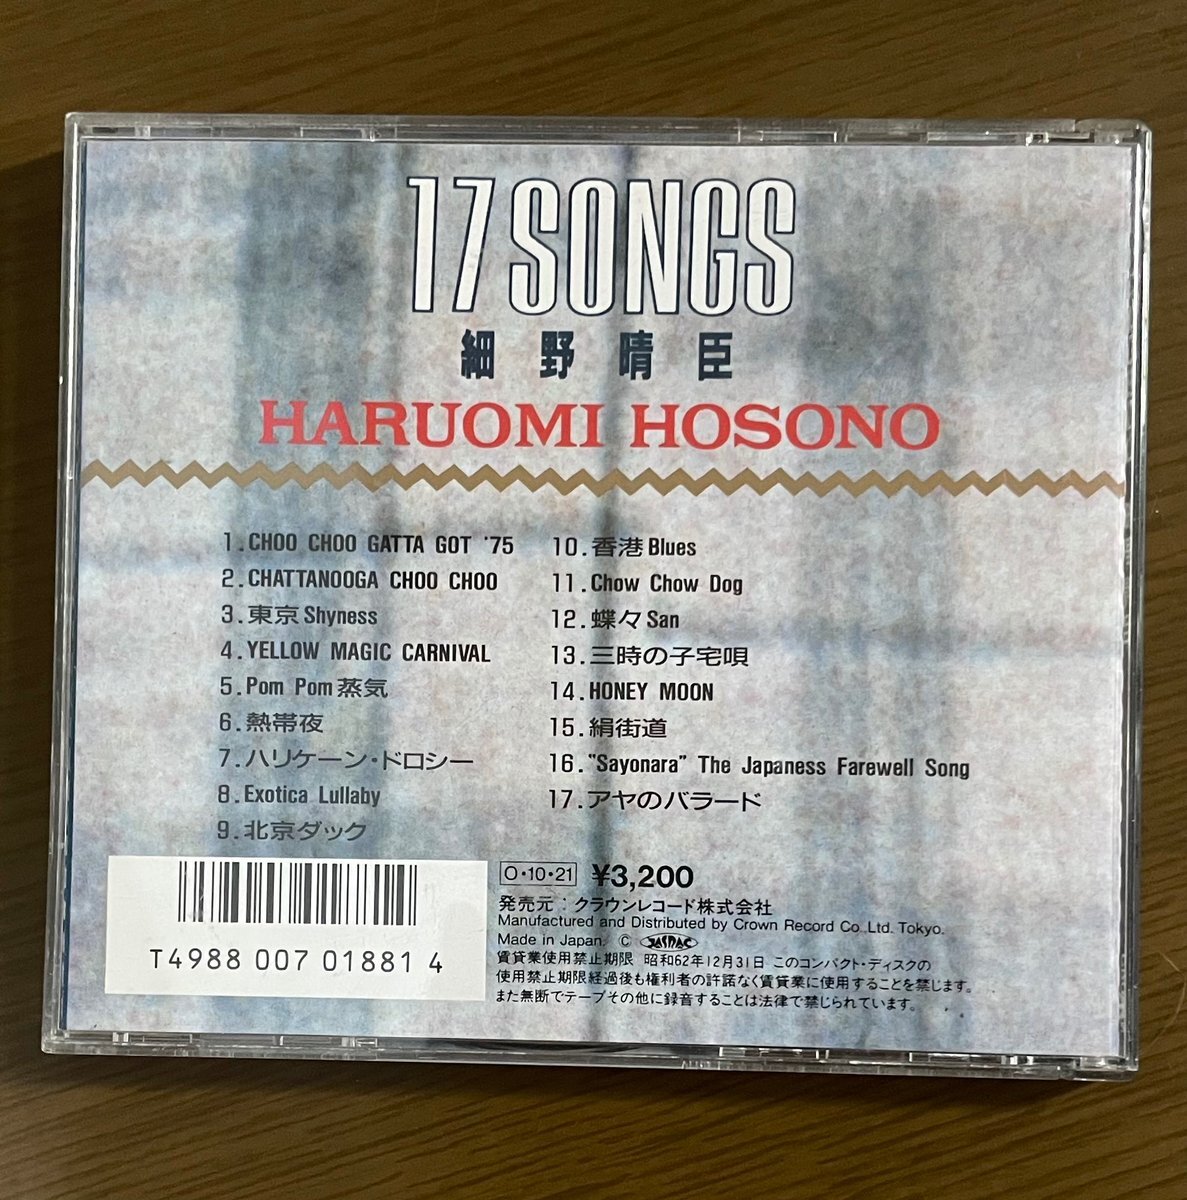 17 SONGS
細野晴臣
HARUOMI HOSONO
1.CHOO CHOO GATTA GOT '75
2.CHATTANOOGA CHOO CHOO
3.東京Shyness
4.YELLOW MAGIC CARNIVAL
5.Pom Pom蒸気
6.熱帯夜
7.ハリケーン・ドロシー
8.Exotica Lullaby
9.北京ダック
10.香港Blues
11.Chow Chow Dog
12.蝶々San
13.三時の子宅唄
14.HONEY MOON
15.絹街道
16."Sayonara" The Japaness Farewell Song
17.アヤのバラード
T4988 007 01881 4
O・10・21 ¥3,200
発売元:クラウンレコード株式会社
Manufactured and Distributed by Crown Record Co.,Ltd. Tokyo.
Made in Japan. Ⓒ JASRAC
賃貸業使用禁止期限 昭和62年12月31日 このコンパクト・ディスクの
使用禁止期限経過後も権利者の許諾なく賃貸業に使用することを禁じます。
また無断でテープその他に録音することは法律で禁じられています。